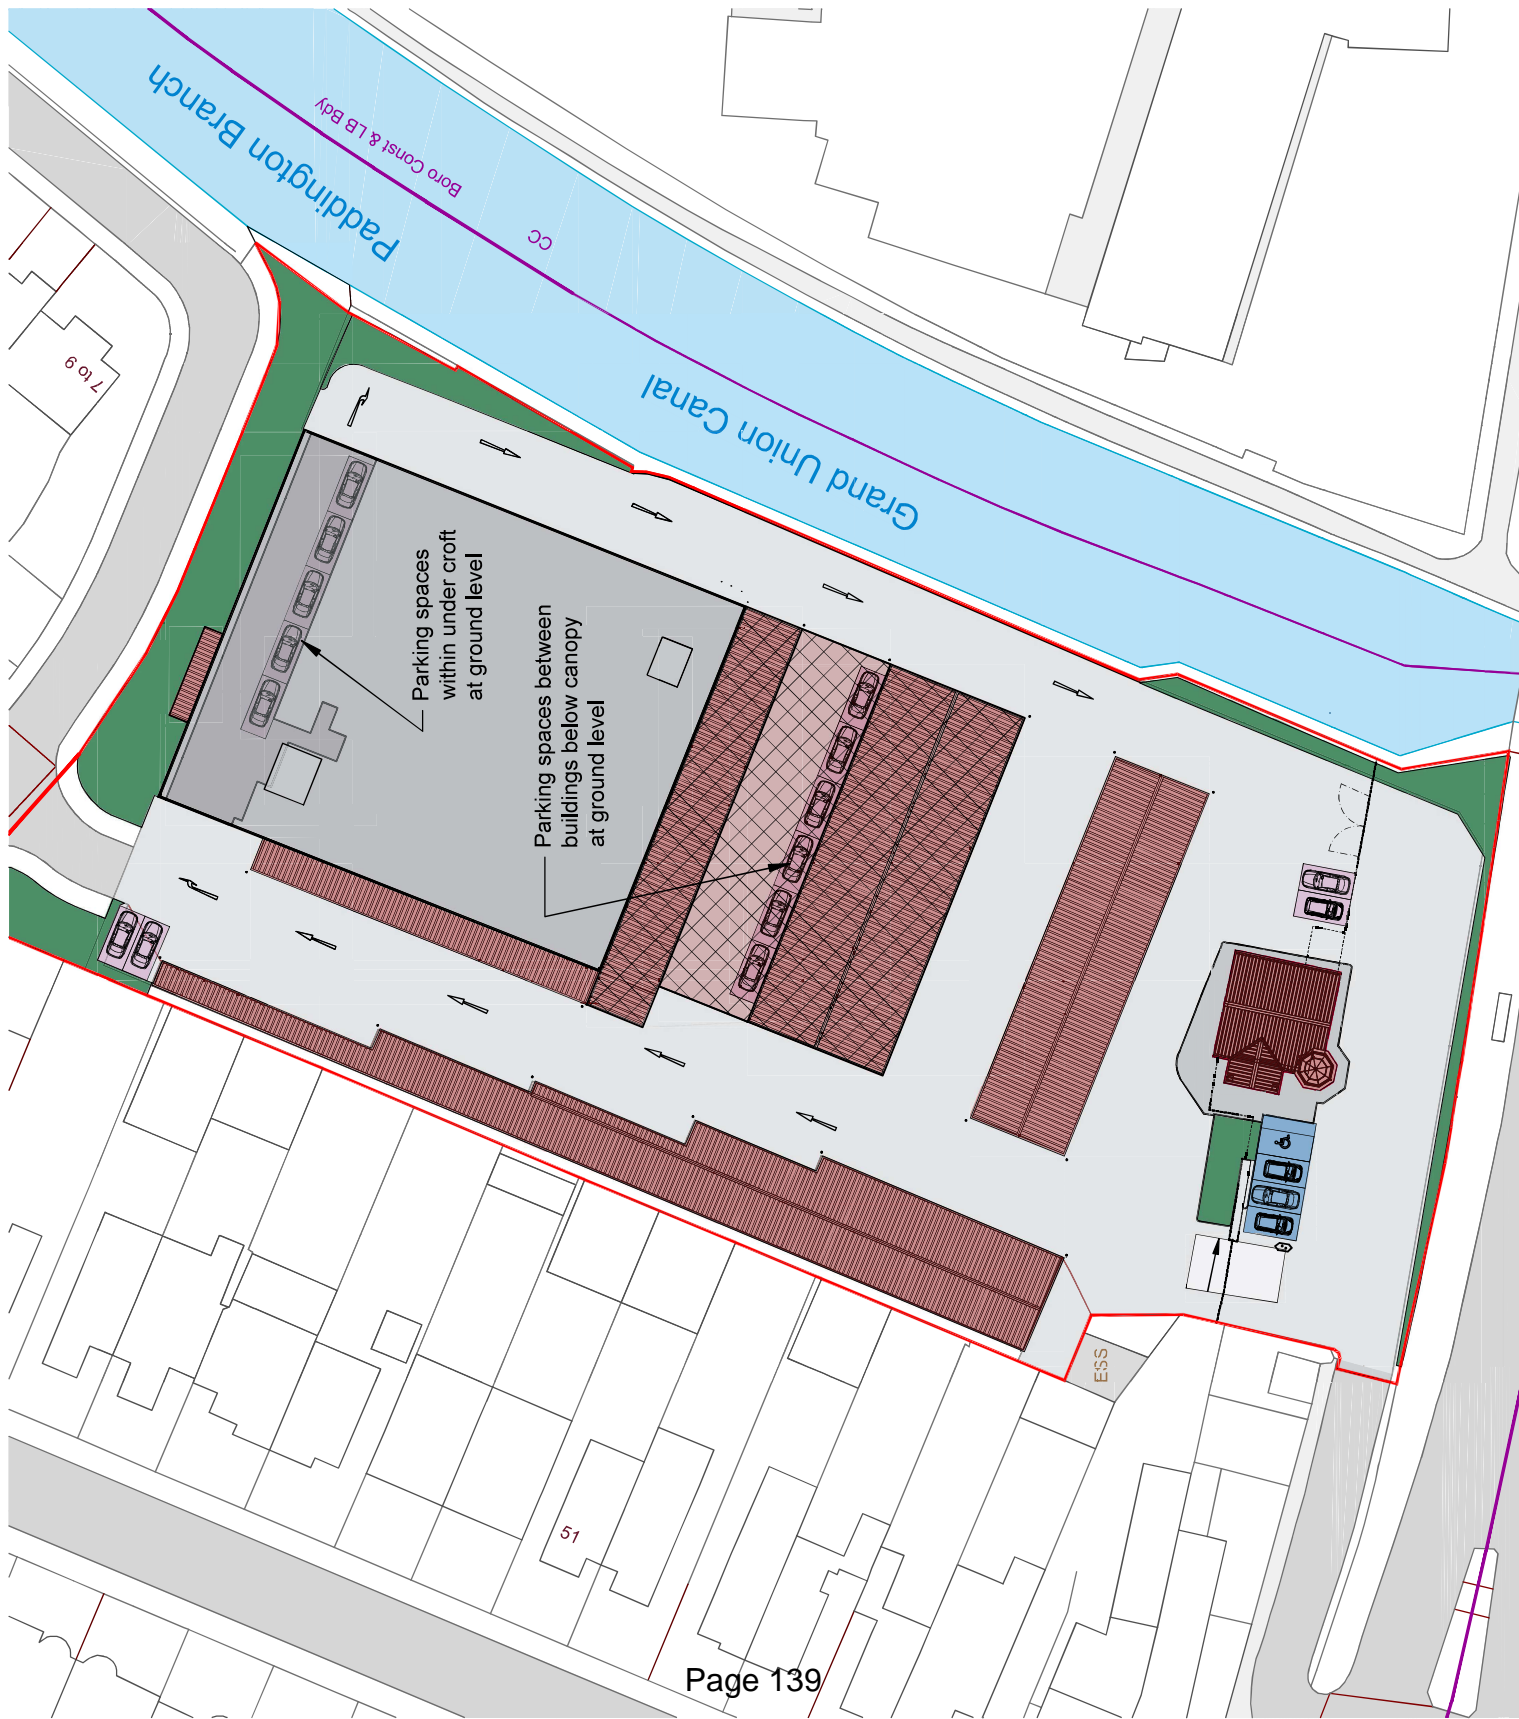 Paddington Branch
Boro Const & LB Bdy
CC
Grand Union Canal
7 to 9
Parking spaces
within under croft
at ground level
Parking spaces between
buildings below canopy
at ground level
ESS
51
Page 139